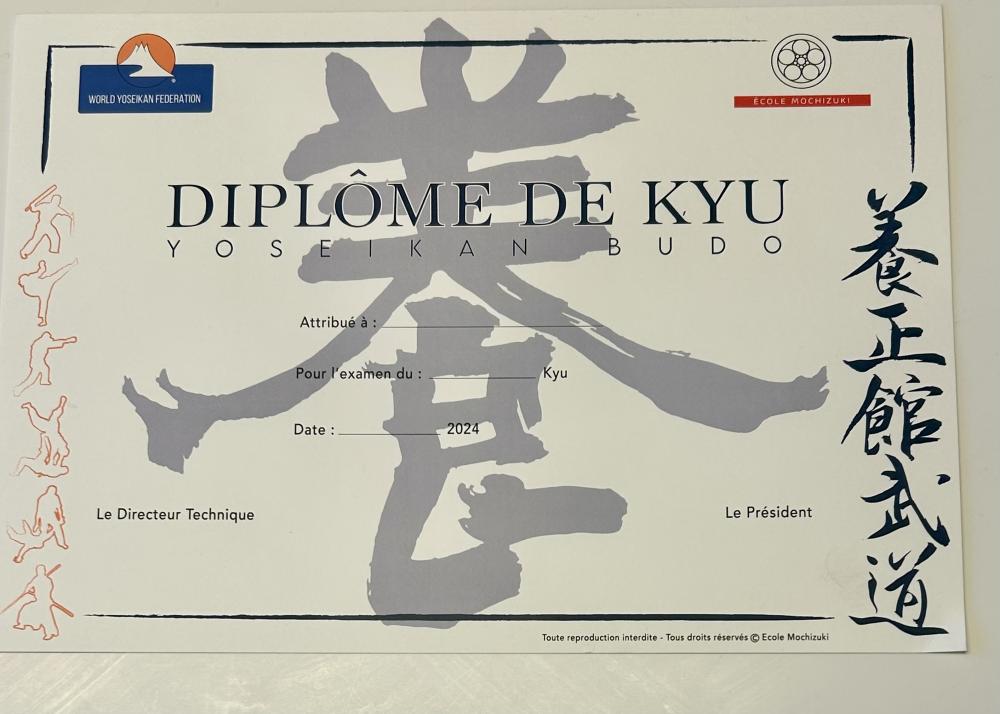 WORLD YOSEIKAN FEDERATION
ÉCOLE MOCHIZUKI
DIPLÔME DE KYU
YOSEIKAN BUDO
Attribué à :
Pour l'examen du : Kyu
Date : 2024
Le Directeur Technique
Le Président
Toute reproduction interdite - Tous droits réservés © Ecole Mochizuki
養正館武道
養